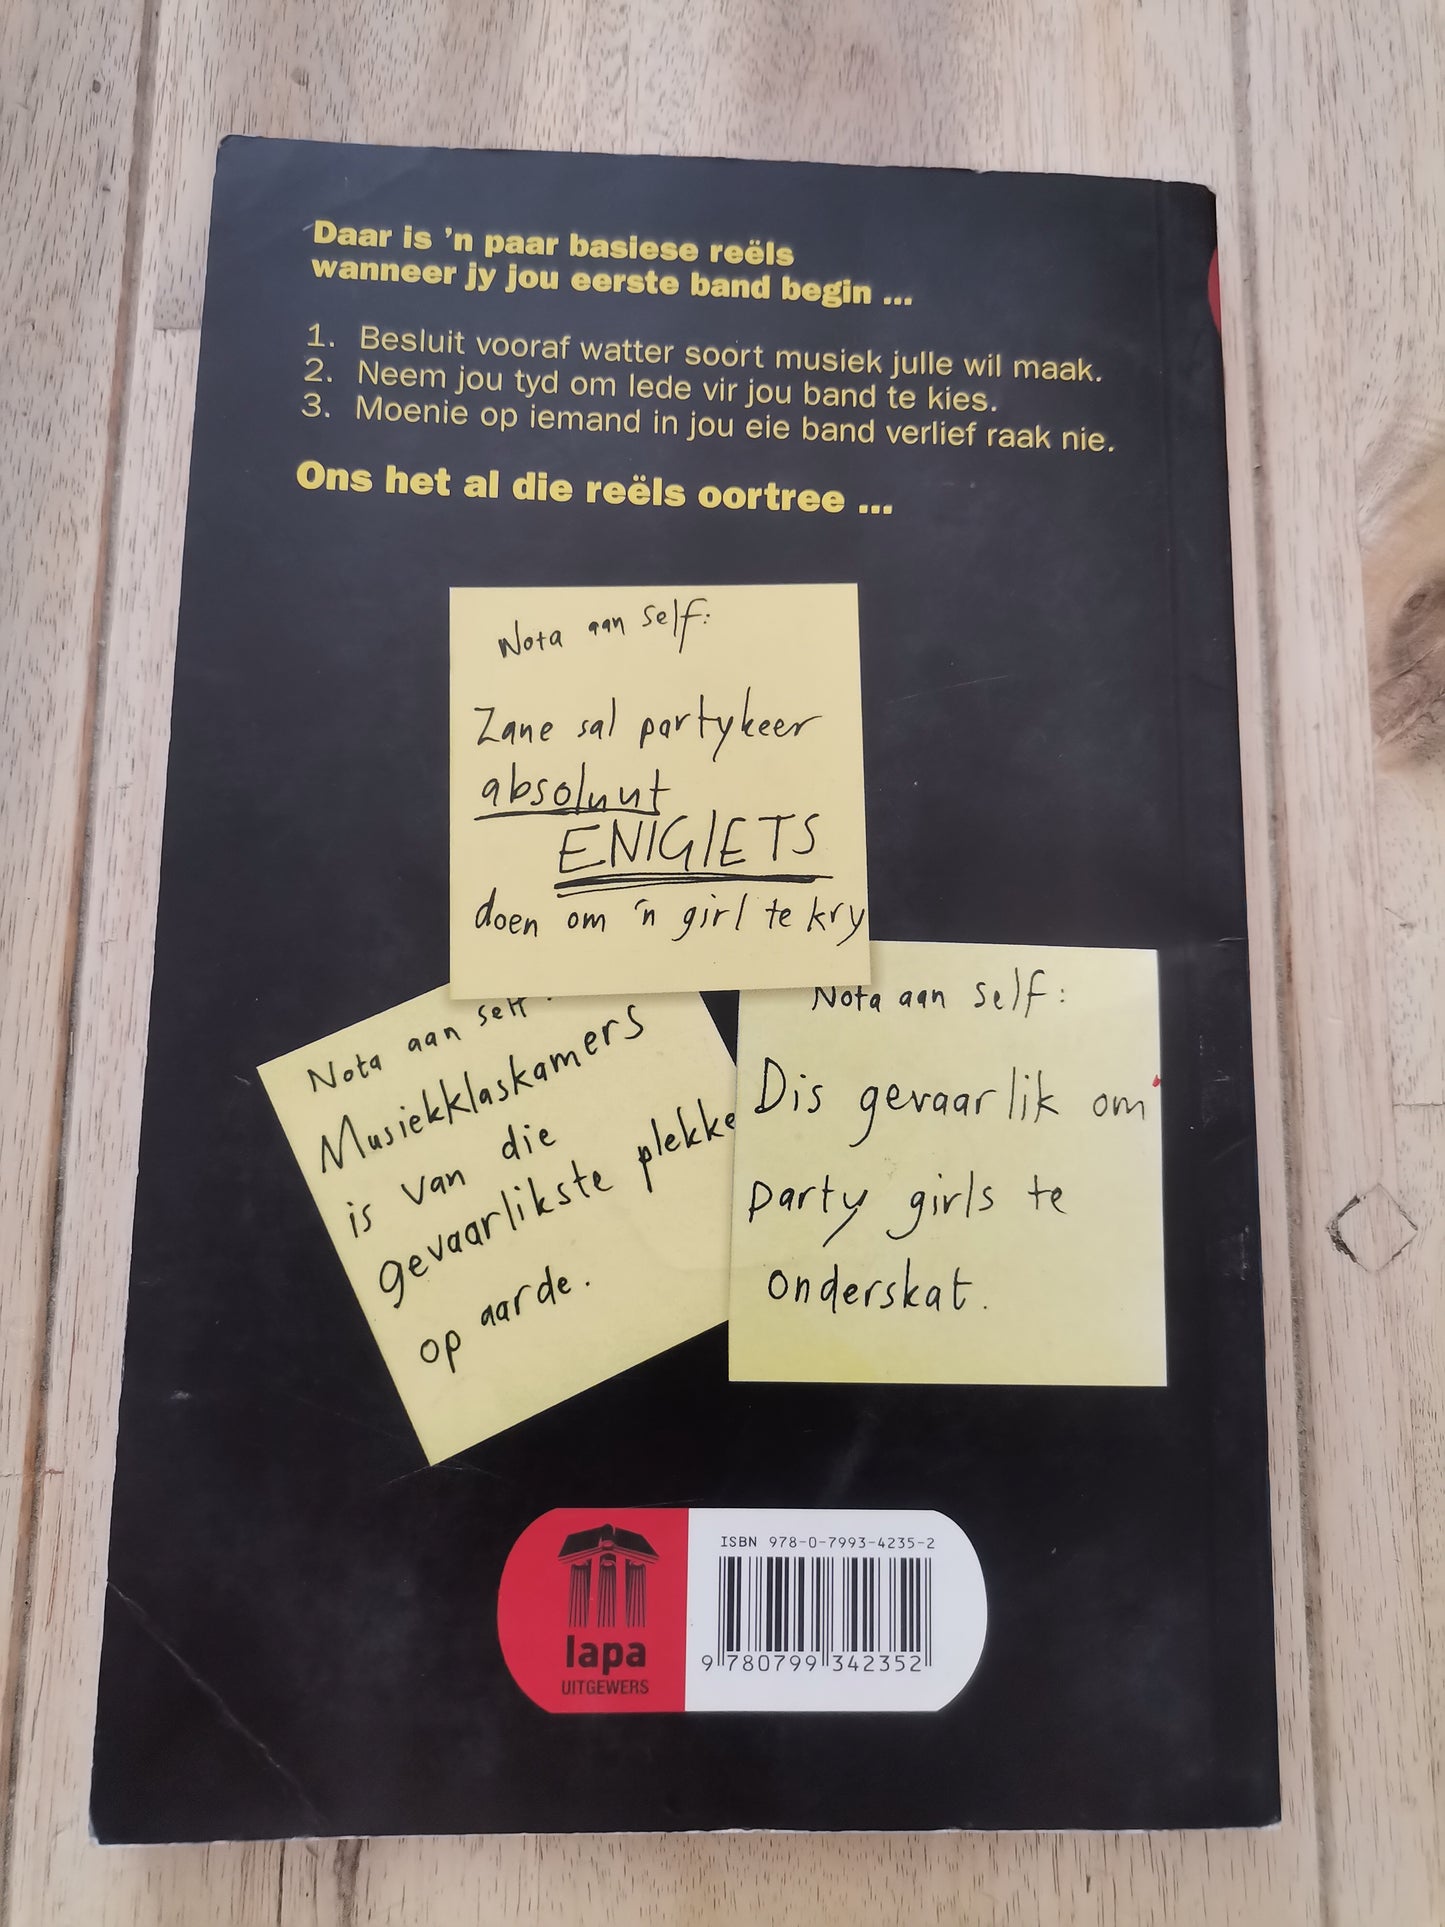 Daar is 'n paar basiese reëls
wanneer jy jou eerste band begin ...
1. Besluit vooraf watter soort musiek julle wil maak.
2. Neem jou tyd om lede vir jou band te kies.
3. Moenie op iemand in jou eie band verlief raak nie.
Ons het al die reëls oortree ...
Nota aan self:
Zane sal partykeer
absoluut
ENIGIETS
doen om 'n girl te kry
Nota aan self:
Musiekklaskamers
is van die
gevaarlikste plekke
op aarde.
Nota aan self:
Dis gevaarlik om
party girls te
onderskat.
lapa
UITGEWERS
ISBN 978-0-7993-4235-2
9 780799 342352